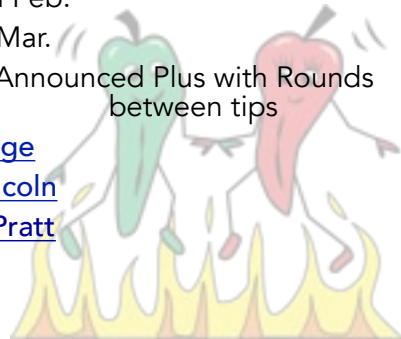 Feb.
Mar.
Announced Plus with Rounds
between tips
ge
coln
Pratt